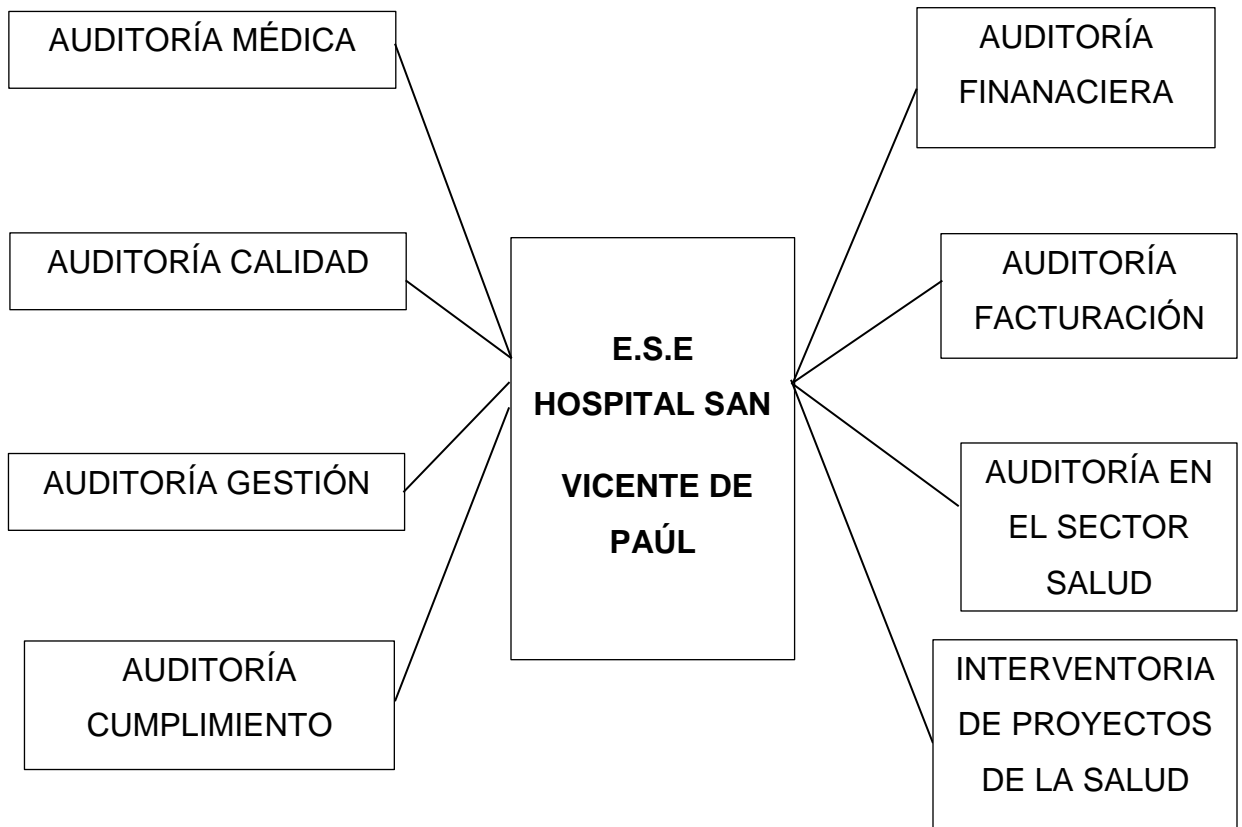 AUDITORÍA MÉDICA
AUDITORÍA CALIDAD
AUDITORÍA GESTIÓN
AUDITORÍA
CUMPLIMIENTO
E.S.E
HOSPITAL SAN
VICENTE DE
PAÚL
AUDITORÍA
FINANACIERA
AUDITORÍA
FACTURACIÓN
AUDITORÍA EN
EL SECTOR
SALUD
INTERVENTORIA
DE PROYECTOS
DE LA SALUD